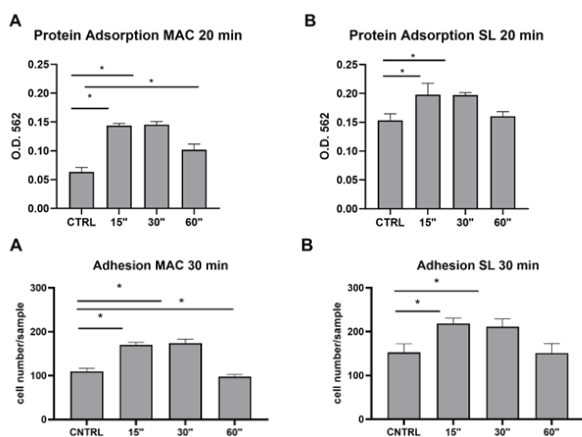 A
Protein Adsorption MAC 20 min
O.D. 562
0.25
0.20
0.15
0.10
0.05
0.00
*
*
*
CTRL 15" 30" 60"
B
Protein Adsorption SL 20 min
O.D. 562
0.25
0.20
0.15
0.10
0.05
0.00
*
*
CTRL 15" 30" 60"
A
Adhesion MAC 30 min
cell number/sample
300
200
100
0
*
*
*
CNTRL 15" 30" 60"
B
Adhesion SL 30 min
cell number/sample
300
200
100
0
*
*
CNTRL 15" 30" 60"